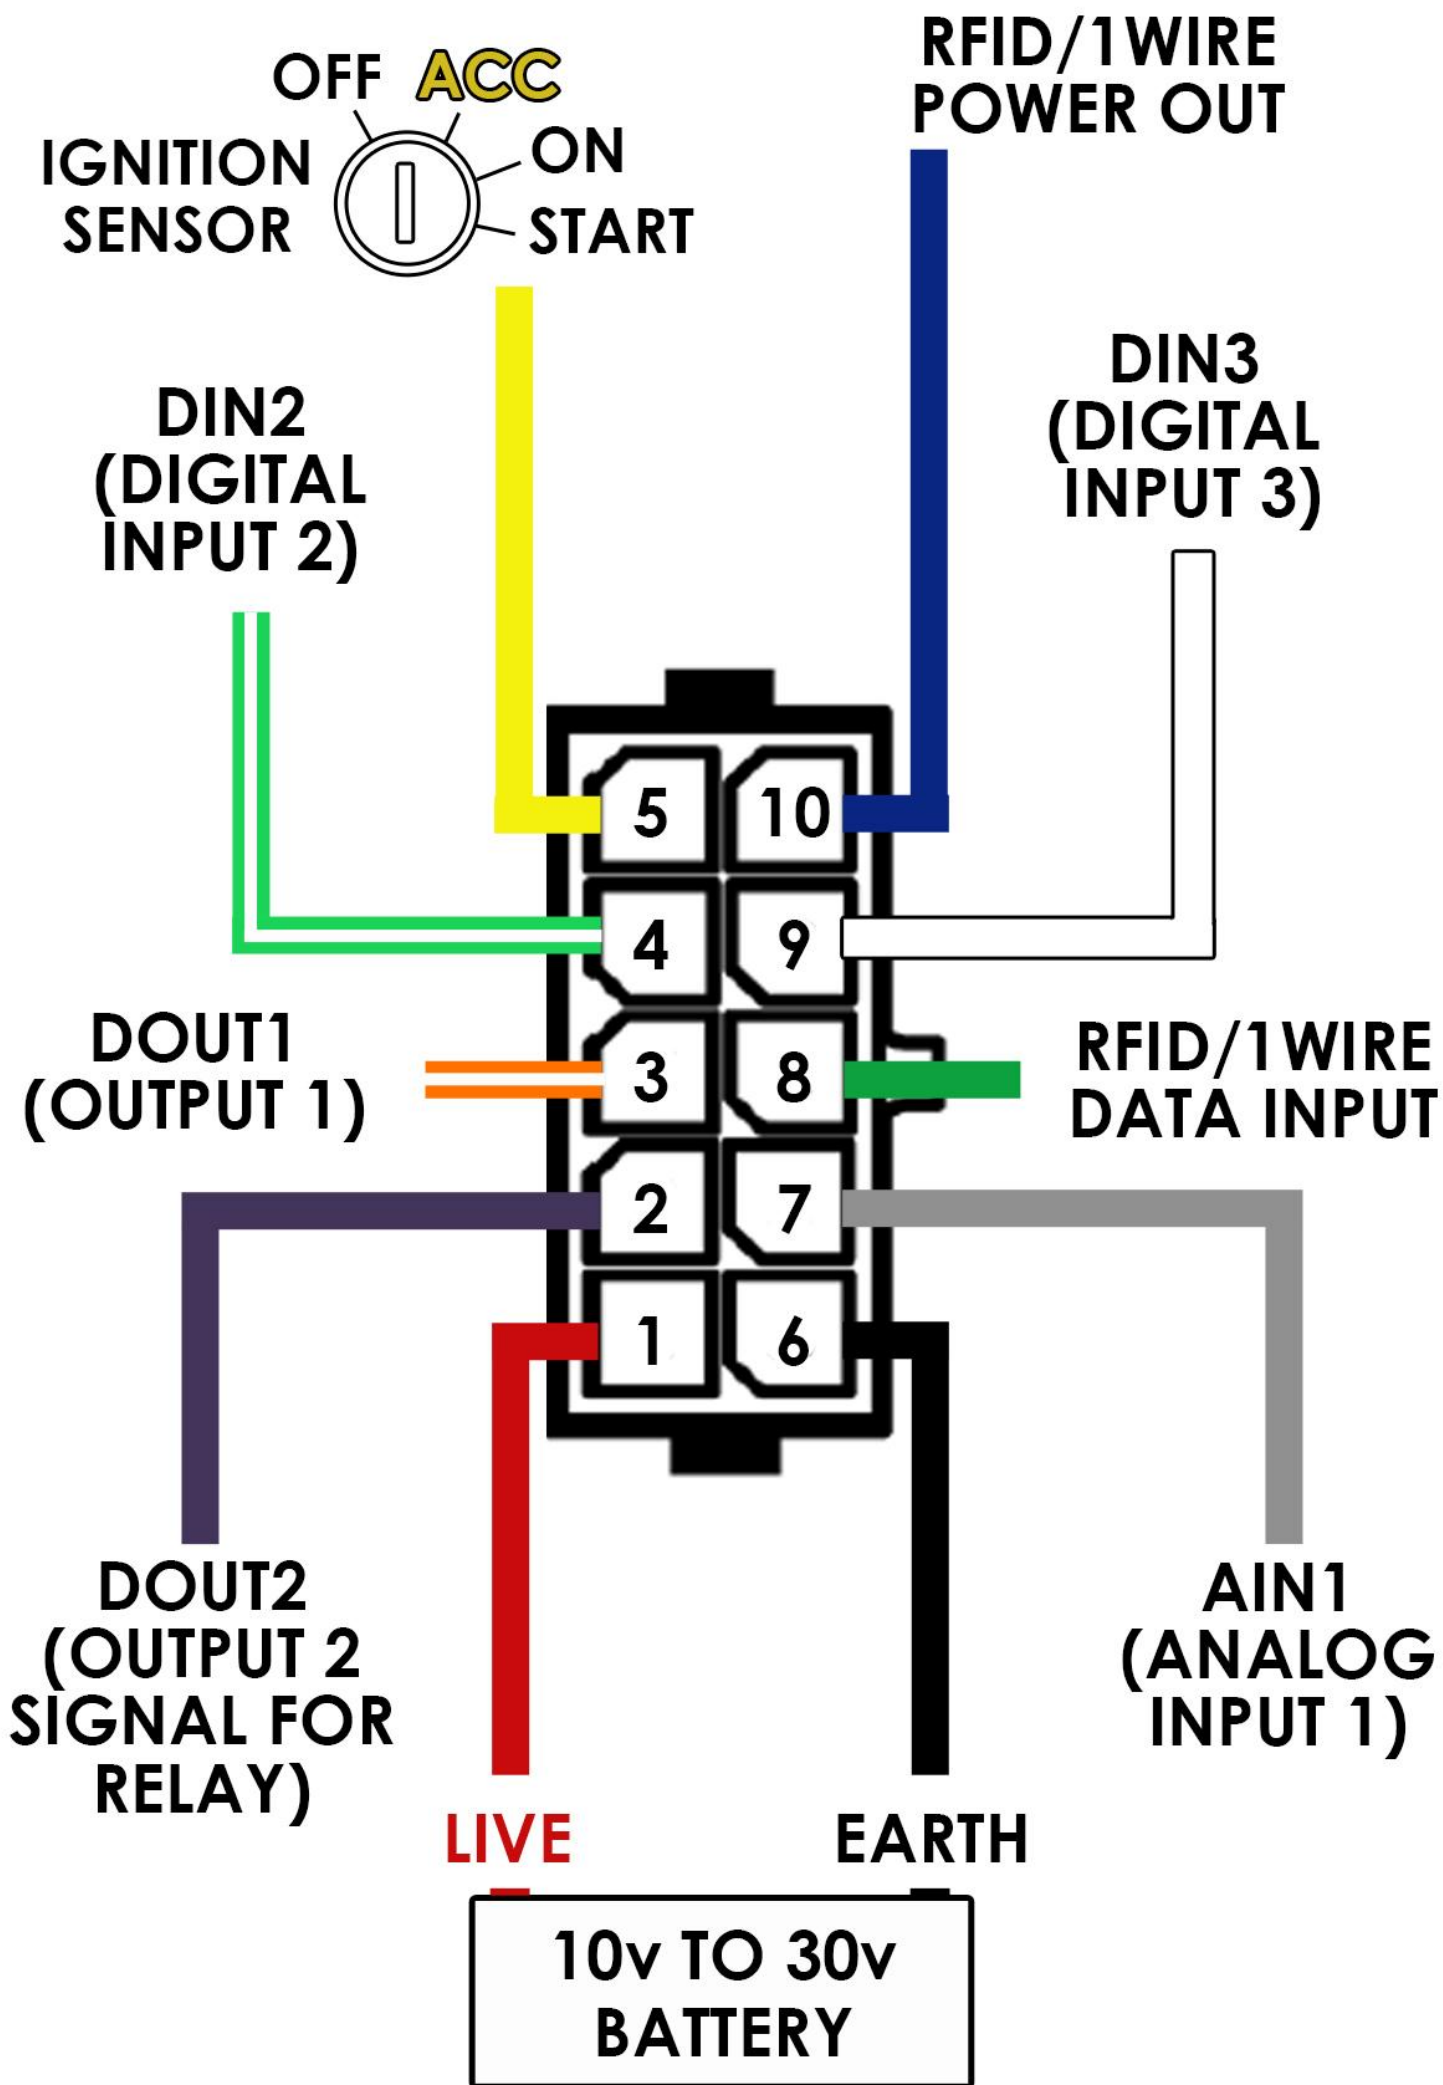 RFID/1WIRE
POWER OUT
OFF ACC
ON
START
IGNITION
SENSOR
DIN3
(DIGITAL
INPUT 3)
DIN2
(DIGITAL
INPUT 2)
5 10
4 9
3 8
2 7
1 6
DOUT1
(OUTPUT 1)
RFID/1WIRE
DATA INPUT
DOUT2
(OUTPUT 2
SIGNAL FOR
RELAY)
AIN1
(ANALOG
INPUT 1)
LIVE
EARTH
10v TO 30v
BATTERY